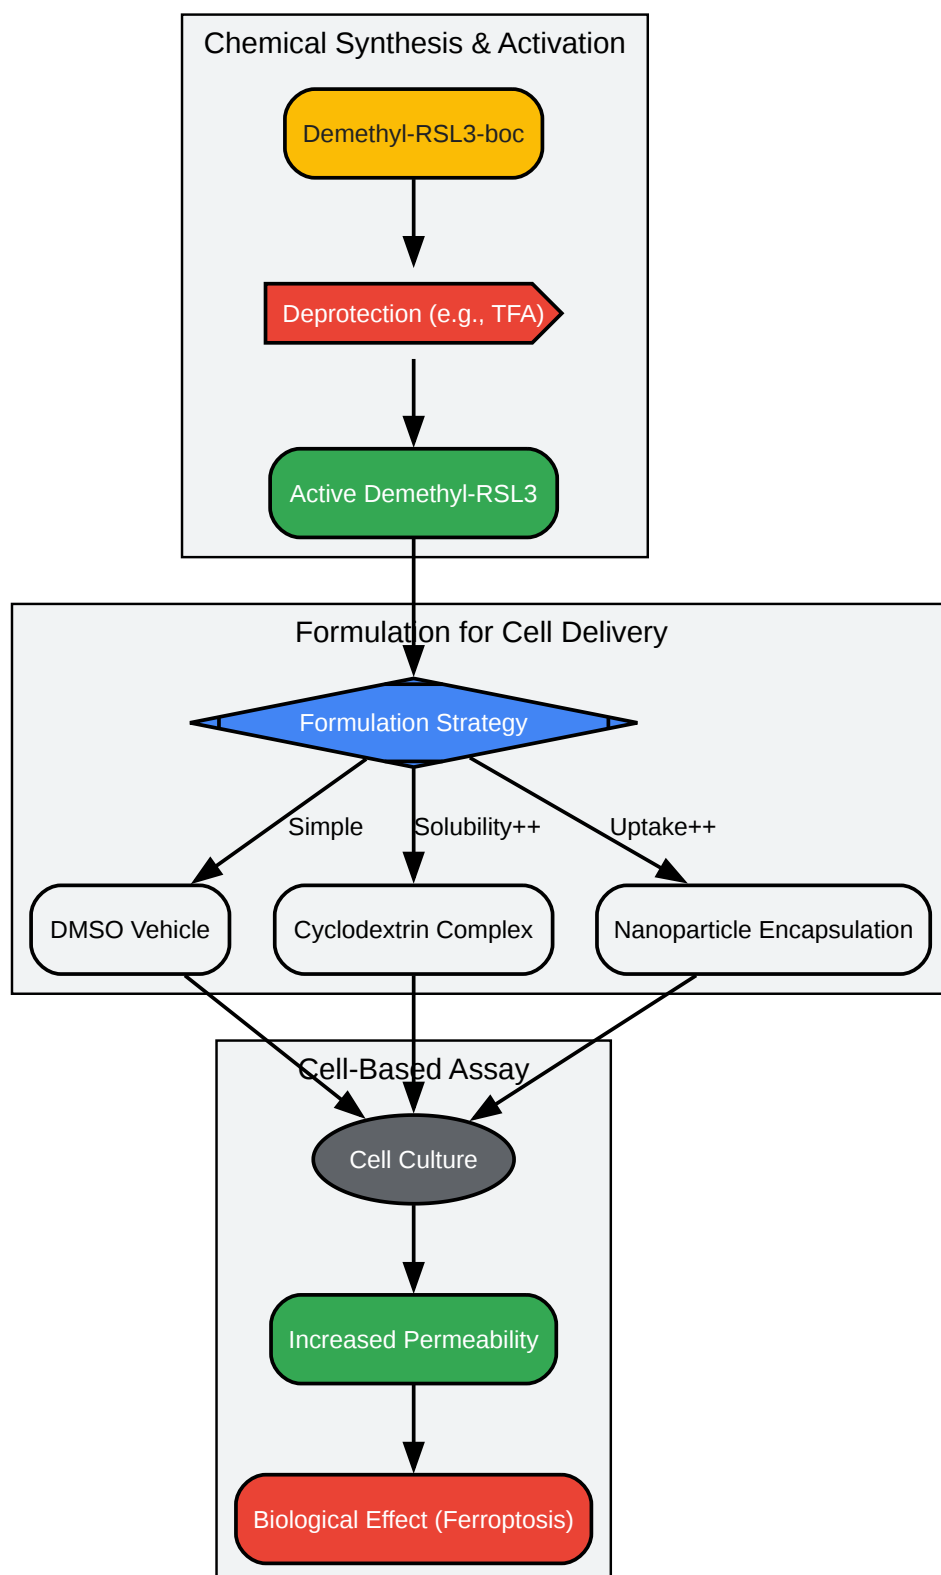 Chemical Synthesis & Activation
Demethyl-RSL3-boc
Deprotection (e.g., TFA)
Active Demethyl-RSL3
Formulation for Cell Delivery
Formulation Strategy
Simple
Solubility++
Uptake++
DMSO Vehicle
Cyclodextrin Complex
Nanoparticle Encapsulation
Cell-Based Assay
Cell Culture
Increased Permeability
Biological Effect (Ferroptosis)